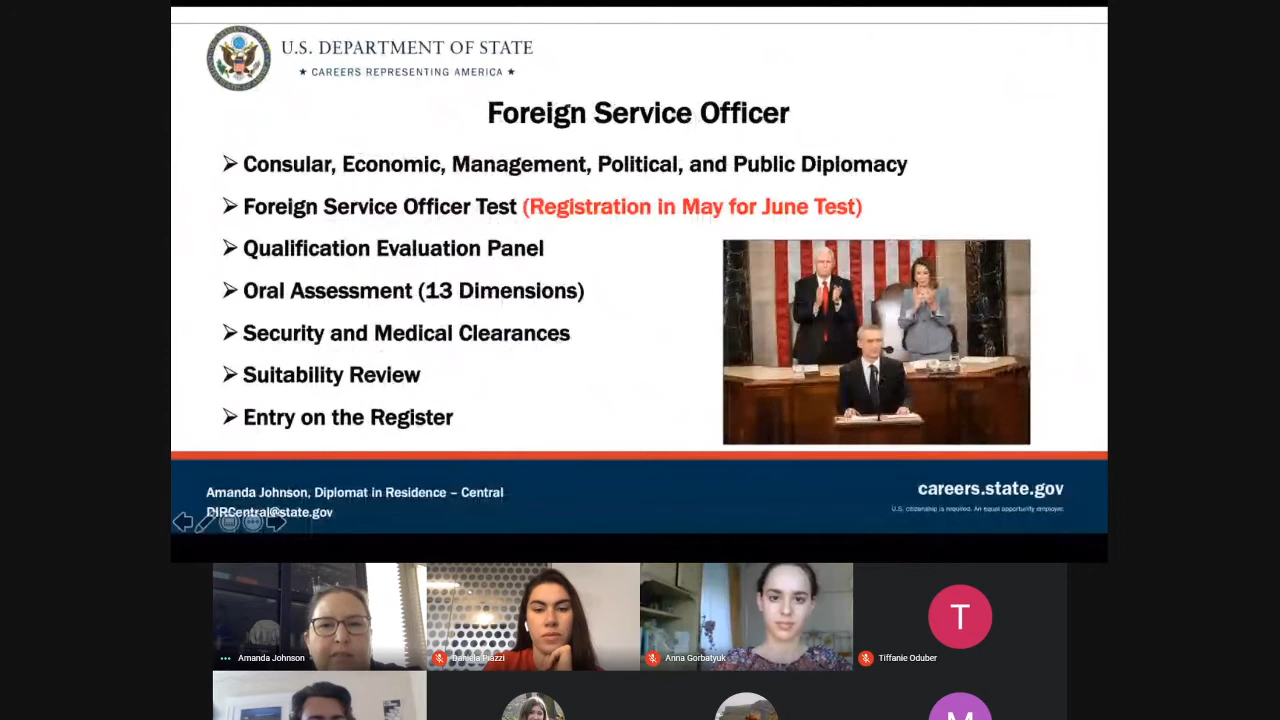 U.S. DEPARTMENT OF STATE
★ CAREERS REPRESENTING AMERICA ★
Foreign Service Officer
➢ Consular, Economic, Management, Political, and Public Diplomacy
➢ Foreign Service Officer Test (Registration in May for June Test)
➢ Qualification Evaluation Panel
➢ Oral Assessment (13 Dimensions)
➢ Security and Medical Clearances
➢ Suitability Review
➢ Entry on the Register
Amanda Johnson, Diplomat in Residence – Central
DIRCentral@state.gov
careers.state.gov
U.S. citizenship is required. An equal opportunity employer.
Amanda Johnson
Daniela Piazzi
Anna Gorbatyuk
T
Tiffanie Oduber
M